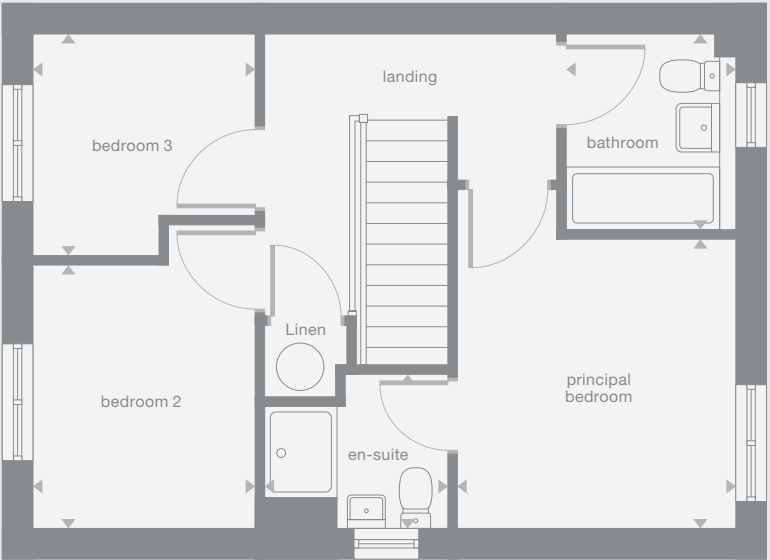 landing
bedroom 3
bathroom
Linen
principal
bedroom
bedroom 2
en-suite